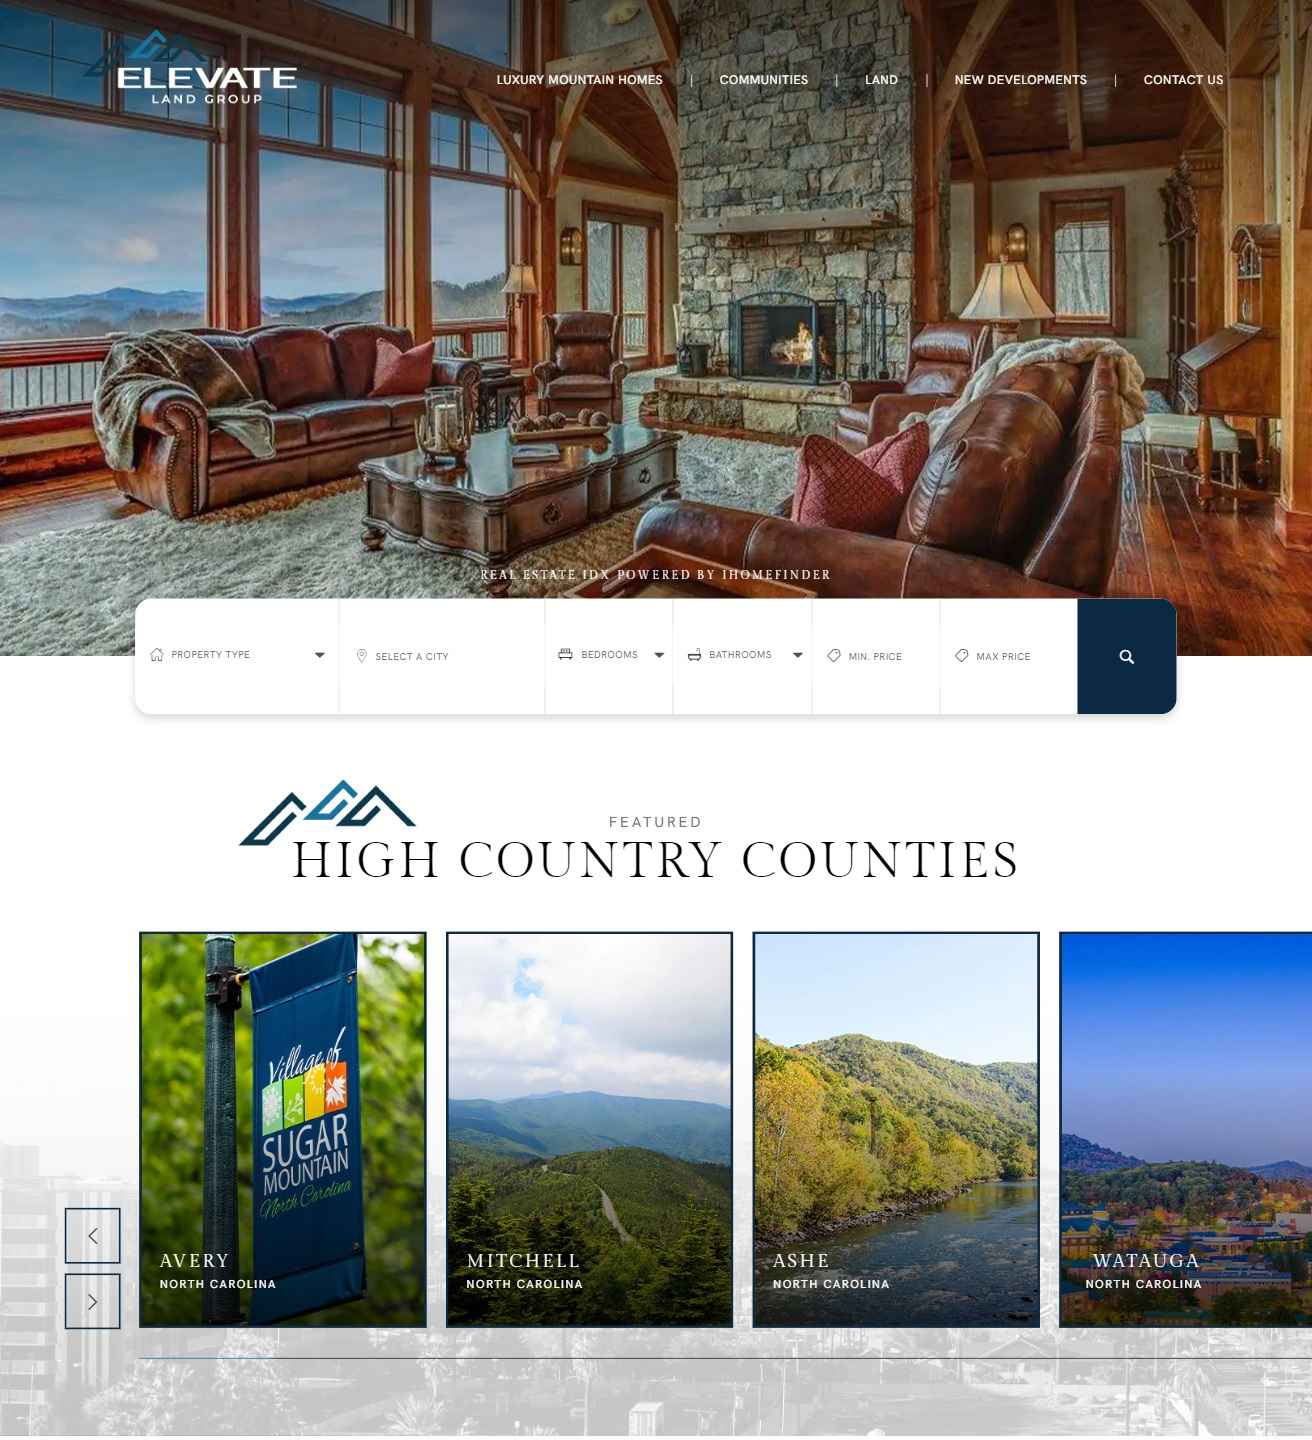 ELEVATE
LAND GROUP
LUXURY MOUNTAIN HOMES | COMMUNITIES | LAND | NEW DEVELOPMENTS | CONTACT US
REAL ESTATE IDX POWERED BY IHOMEFINDER
PROPERTY TYPE
SELECT A CITY
BEDROOMS
BATHROOMS
MIN. PRICE
MAX PRICE
FEATURED
HIGH COUNTRY COUNTIES
Village of
SUGAR
MOUNTAIN
North Carolina
AVERY
NORTH CAROLINA
MITCHELL
NORTH CAROLINA
ASHE
NORTH CAROLINA
WATAUGA
NORTH CAROLINA